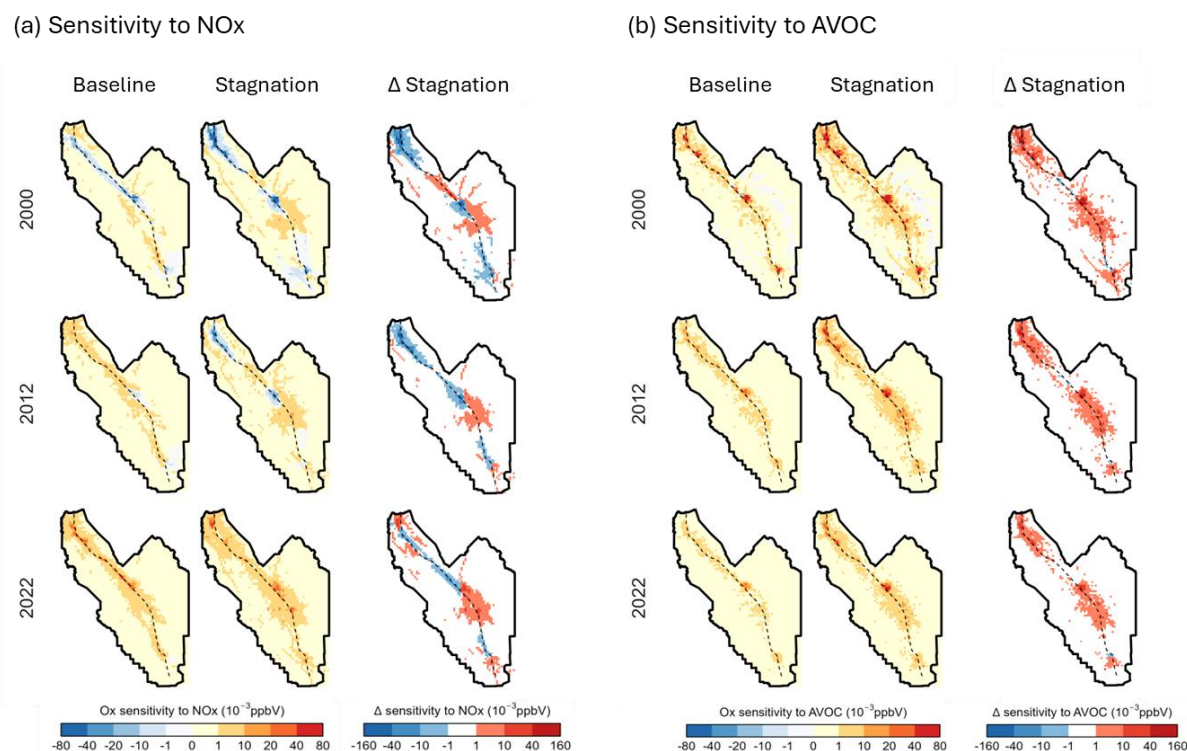 (a) Sensitivity to NOx
(b) Sensitivity to AVOC
Baseline Stagnation Δ Stagnation
Baseline Stagnation Δ Stagnation
2000
2000
2012
2012
2022
2022
Ox sensitivity to NOx (10⁻³ppbV)
-80 -40 -20 -10 -1 0 1 10 20 40 80
Δ sensitivity to NOx (10⁻³ppbV)
-160 -40 -10 -1 1 10 40 160
Ox sensitivity to AVOC (10⁻³ppbV)
-80 -40 -20 -10 -1 0 1 10 20 40 80
Δ sensitivity to AVOC (10⁻³ppbV)
-160 -40 -10 -1 1 10 40 160